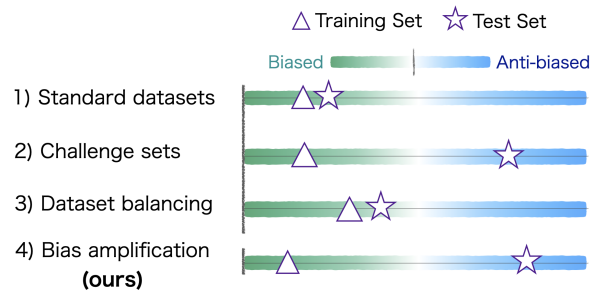 Training Set Test Set
Biased Anti-biased
1) Standard datasets
2) Challenge sets
3) Dataset balancing
4) Bias amplification
(ours)